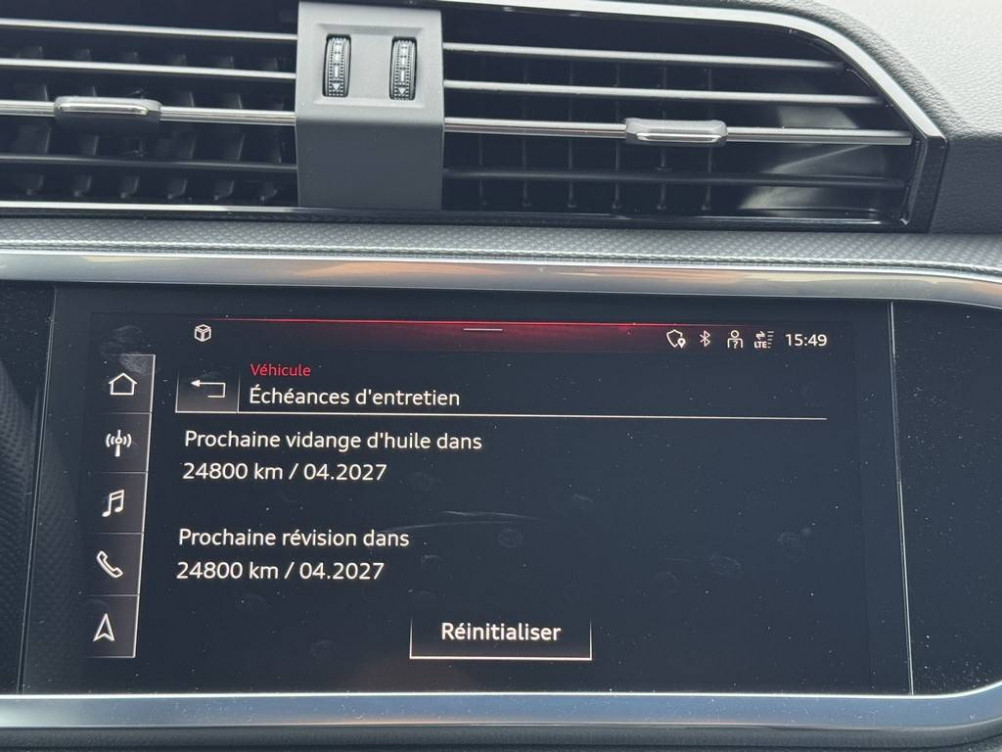 LTE
15:49
Véhicule
Échéances d'entretien
Prochaine vidange d'huile dans
24800 km / 04.2027
Prochaine révision dans
24800 km / 04.2027
Réinitialiser